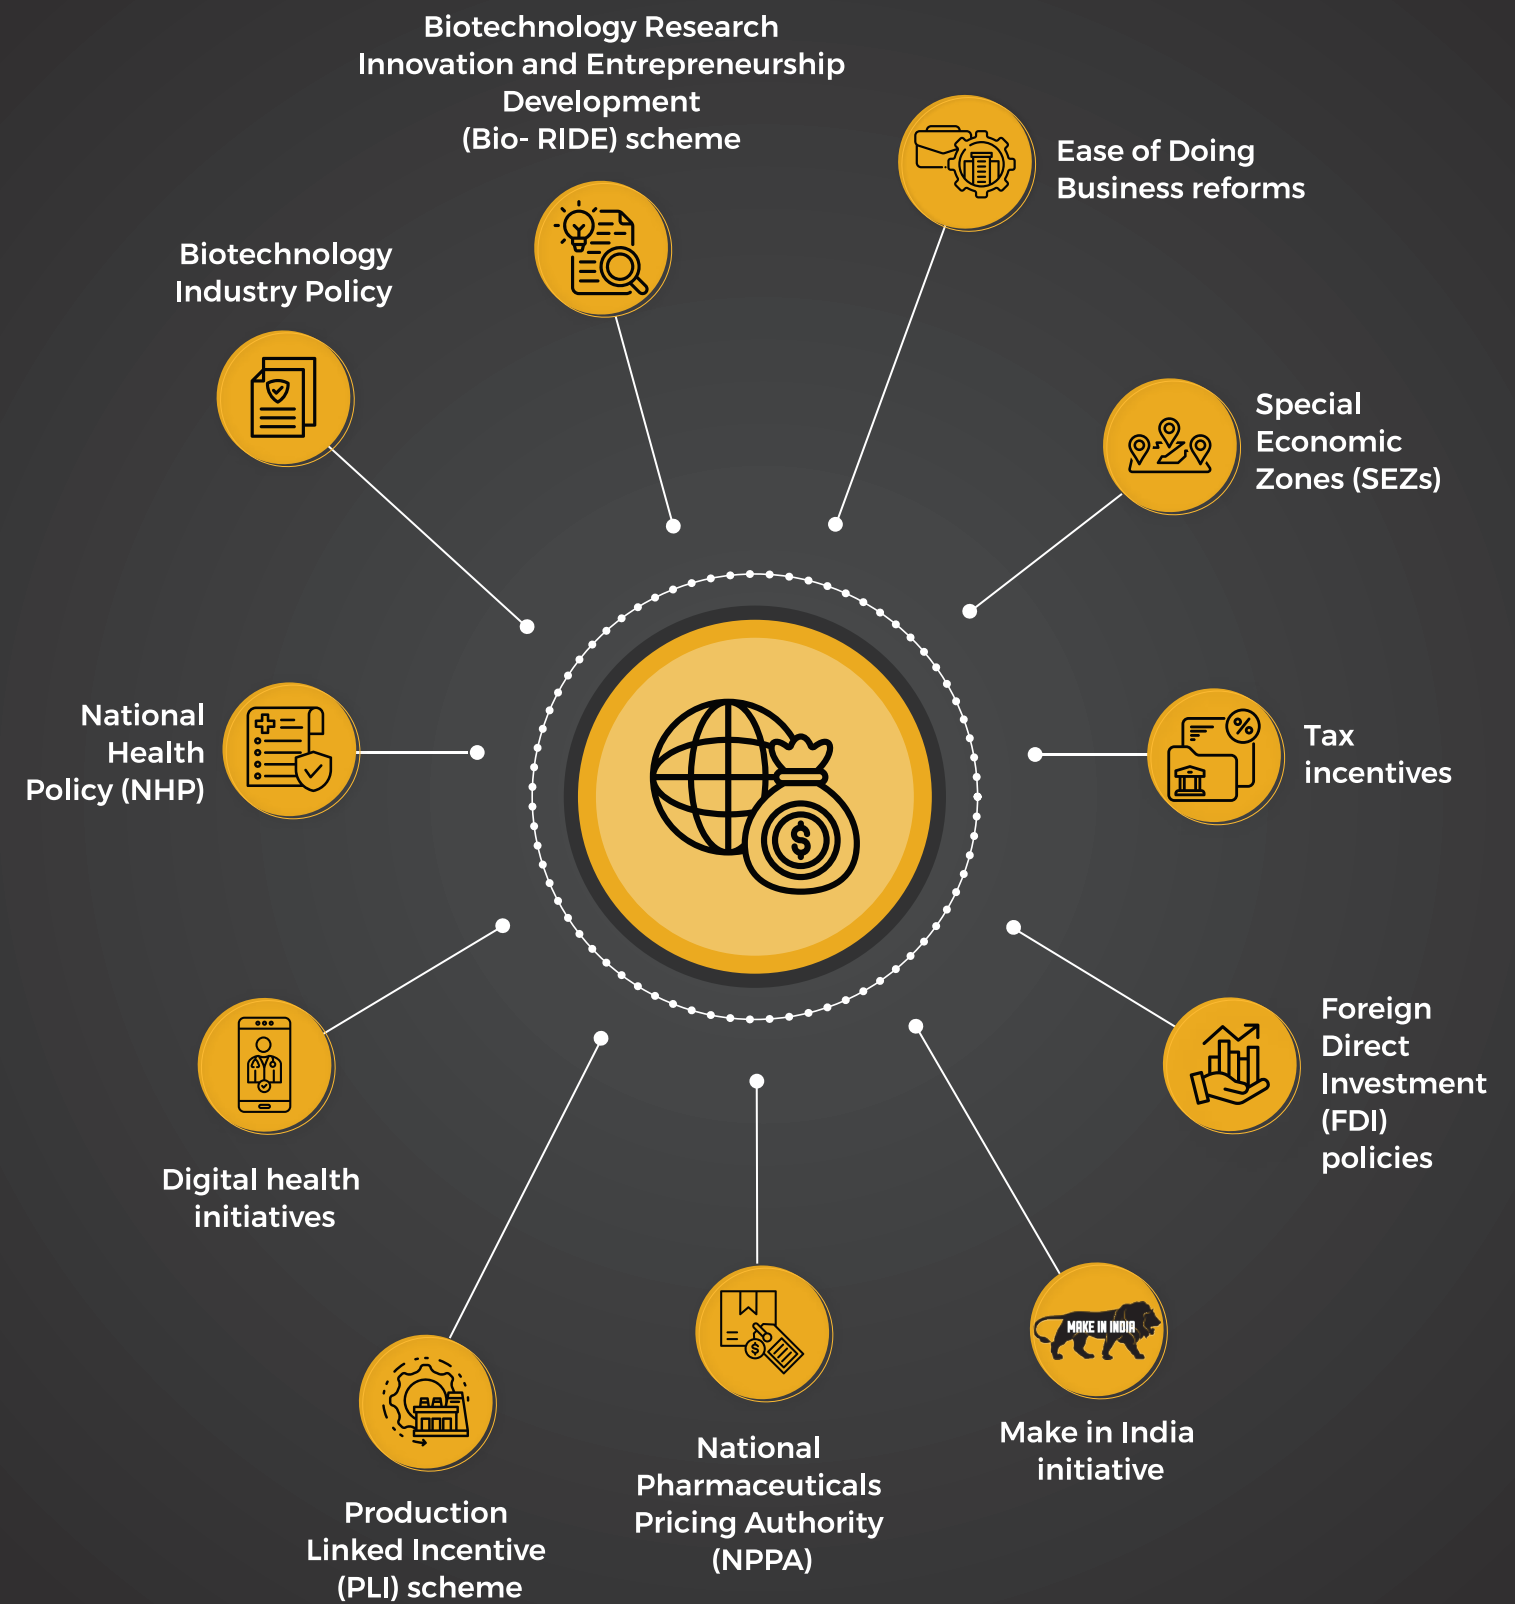 Biotechnology Research
Innovation and Entrepreneurship
Development
(Bio- RIDE) scheme
Ease of Doing
Business reforms
Biotechnology
Industry Policy
Special
Economic
Zones (SEZs)
National
Health
Policy (NHP)
Tax
incentives
%
$
Foreign
Direct
Investment
(FDI)
policies
Digital health
initiatives
$
MAKE IN INDIA
Make in India
initiative
National
Pharmaceuticals
Pricing Authority
(NPPA)
Production
Linked Incentive
(PLI) scheme